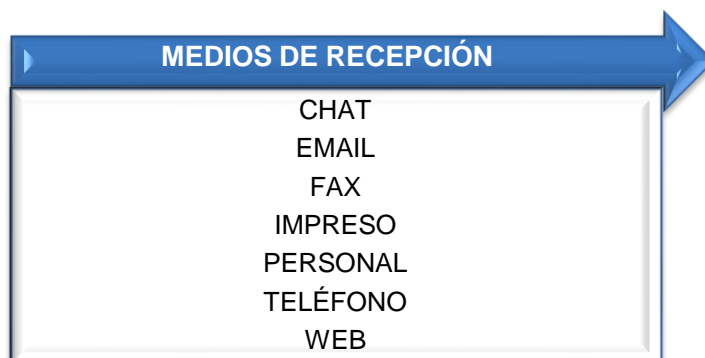 MEDIOS DE RECEPCIÓN
CHAT
EMAIL
FAX
IMPRESO
PERSONAL
TELÉFONO
WEB